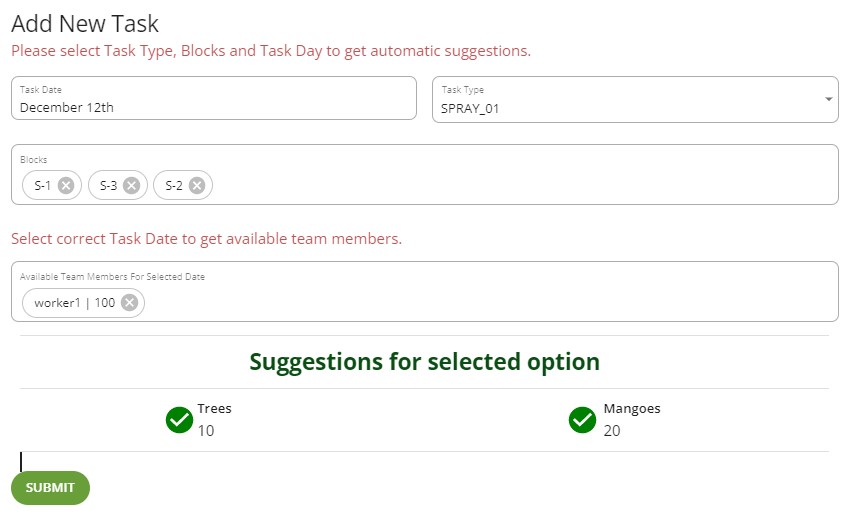 Add New Task
Please select Task Type, Blocks and Task Day to get automatic suggestions.
Task Date
December 12th
Task Type
SPRAY_01
Blocks
S-1
S-3
S-2
Select correct Task Date to get available team members.
Available Team Members For Selected Date
worker1 | 100
Suggestions for selected option
Trees
10
Mangoes
20
SUBMIT